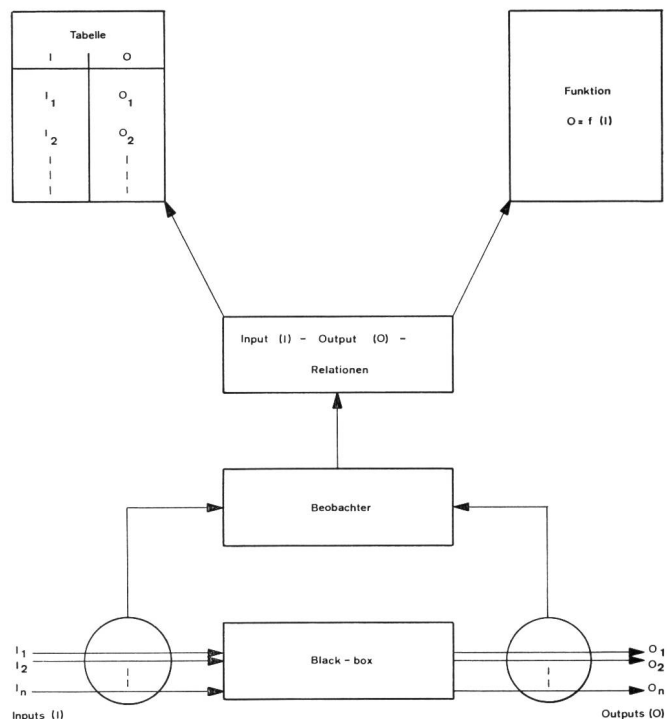 Tabelle
I O
I1 O1
I2 O2
Funktion
O = f (I)
Input (I) - Output (O) -
Relationen
Beobachter
Black-box
I1
I2
In
Inputs (I)
O1
O2
On
Outputs (O)